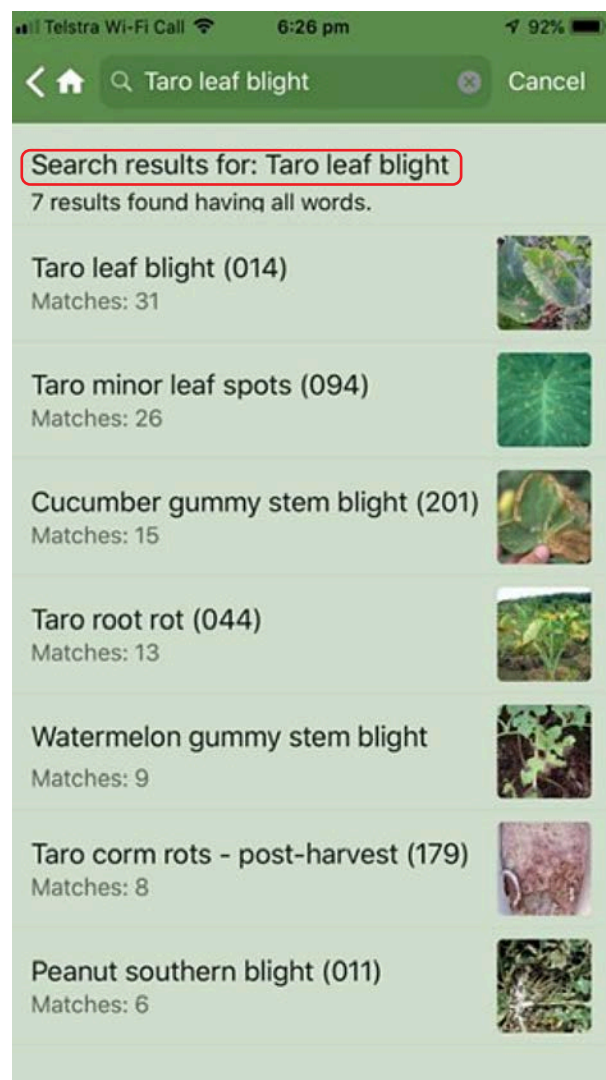 Telstra Wi-Fi Call 6:26 pm 92%
Taro leaf blight Cancel
Search results for: Taro leaf blight
7 results found having all words.
Taro leaf blight (014)
Matches: 31
Taro minor leaf spots (094)
Matches: 26
Cucumber gummy stem blight (201)
Matches: 15
Taro root rot (044)
Matches: 13
Watermelon gummy stem blight
Matches: 9
Taro corm rots - post-harvest (179)
Matches: 8
Peanut southern blight (011)
Matches: 6